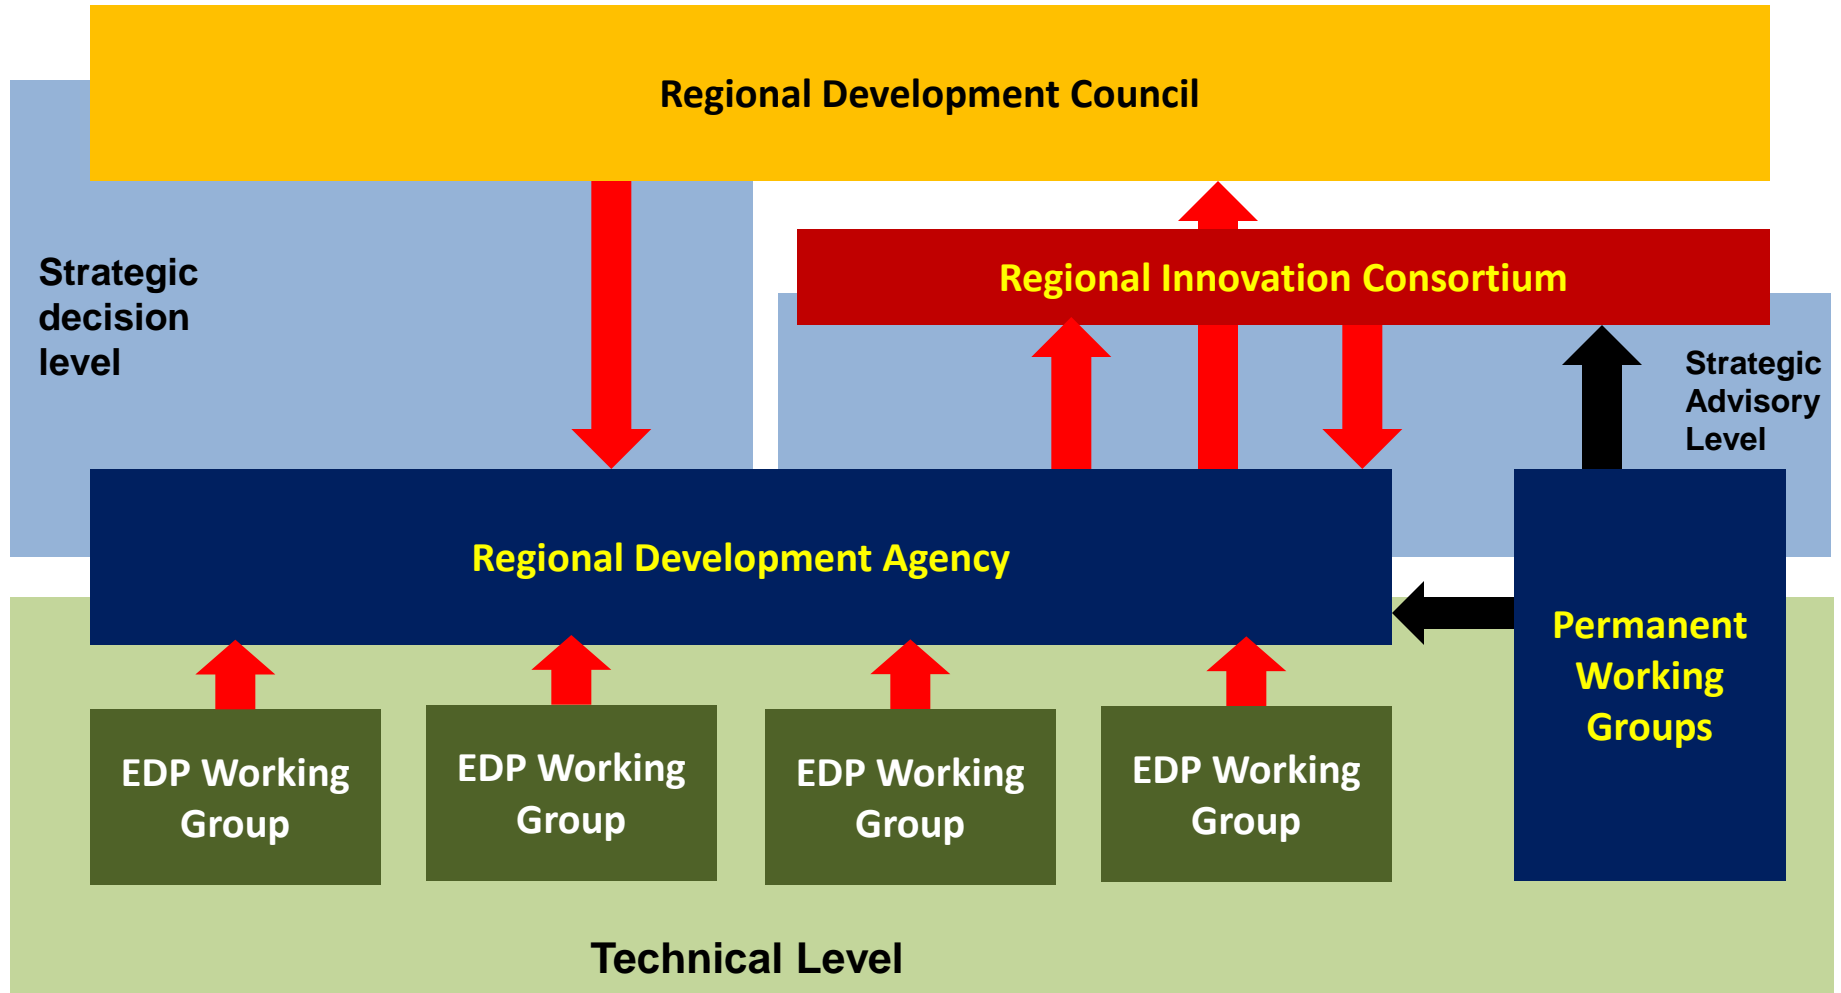 Regional Development Council
Strategic
decision
level
Regional Innovation Consortium
Strategic
Advisory
Level
Regional Development Agency
Permanent
Working
Groups
EDP Working
Group
EDP Working
Group
EDP Working
Group
EDP Working
Group
Technical Level